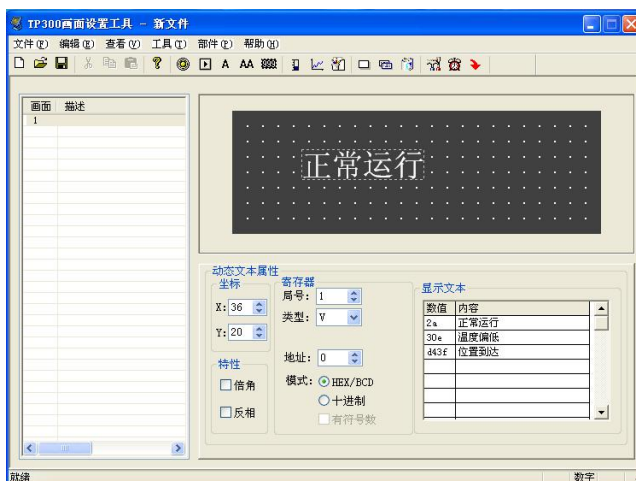 TP300画面设置工具 - 新文件
文件(F) 编辑(E) 查看(V) 工具(T) 部件(P) 帮助(H)
A AA
画面 描述
1
正常运行
动态文本属性
坐标
X: 36
Y: 20
特性
倍角
反相
寄存器
局号: 1
类型: V
地址: 0
模式: HEX/BCD
十进制
有符号数
显示文本
数值 内容
2a 正常运行
30e 温度偏低
d43f 位置到达
就绪 数字